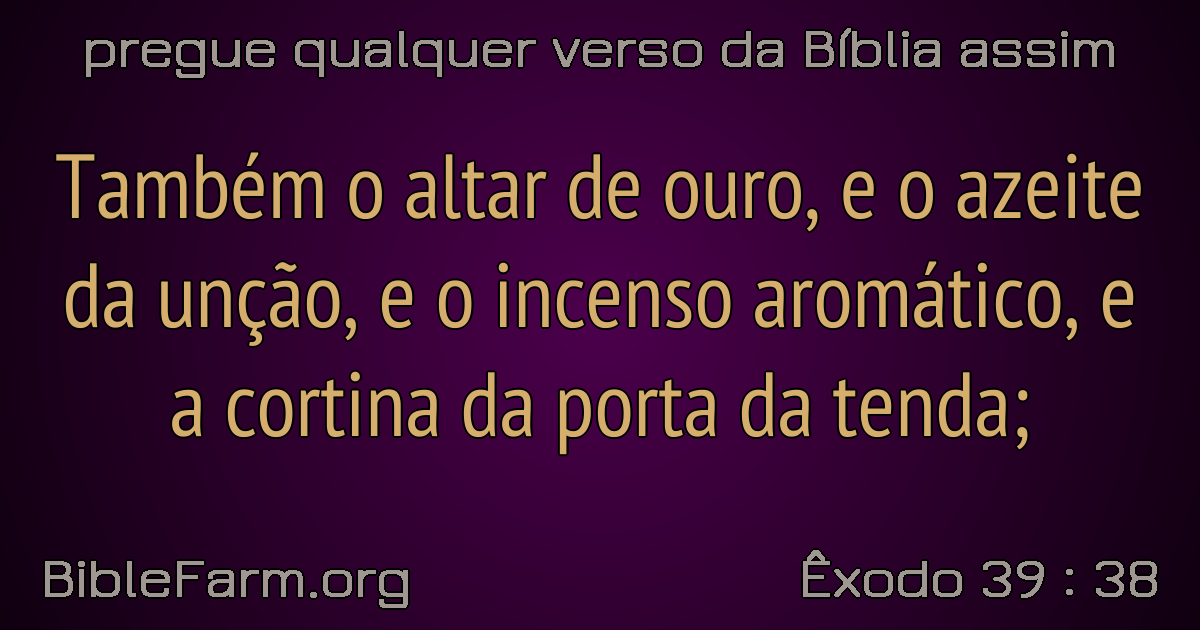 pregue qualquer verso da Bíblia assim
Também o altar de ouro, e o azeite
da unção, e o incenso aromático, e
a cortina da porta da tenda;
BibleFarm.org
Êxodo 39 : 38